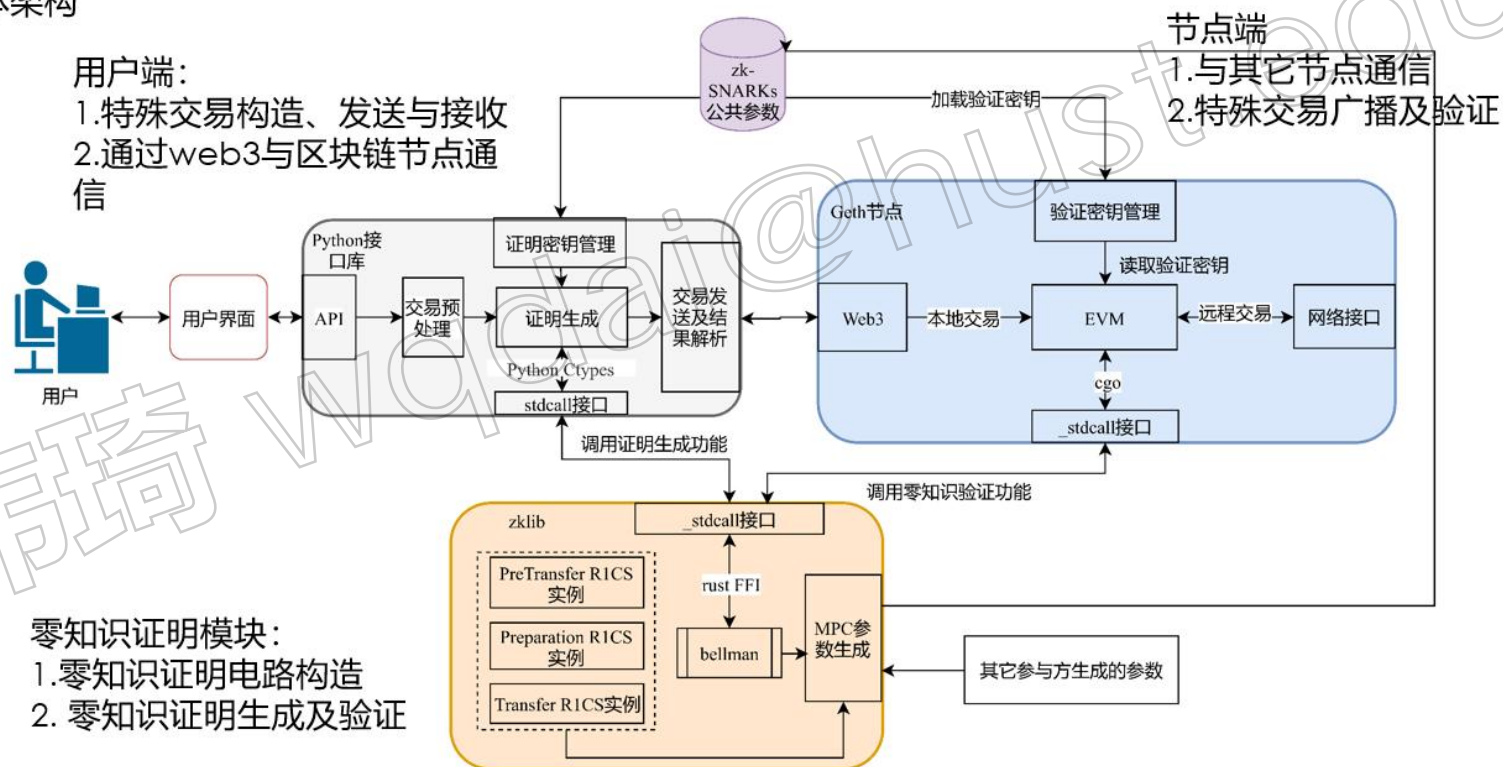 用户端：
1.特殊交易构造、发送与接收
2.通过web3与区块链节点通
信
zk-
SNARKs
公共参数
加载验证密钥
节点端
1.与其它节点通信
2.特殊交易广播及验证
Python接
口库
证明密钥管理
用户界面
API
交易预
处理
证明生成
交易发
送及结
果解析
Python Ctypes
stdcall接口
用户
Geth节点
验证密钥管理
读取验证密钥
Web3
本地交易
EVM
远程交易
网络接口
cgo
_stdcall接口
调用证明生成功能
调用零知识验证功能
zklib
_stdcall接口
PreTransfer R1CS
实例
Preparation R1CS
实例
Transfer R1CS实例
rust FFI
bellman
MPC参
数生成
其它参与方生成的参数
零知识证明模块：
1.零知识证明电路构造
2. 零知识证明生成及验证
琦 wqdai@hust.edu